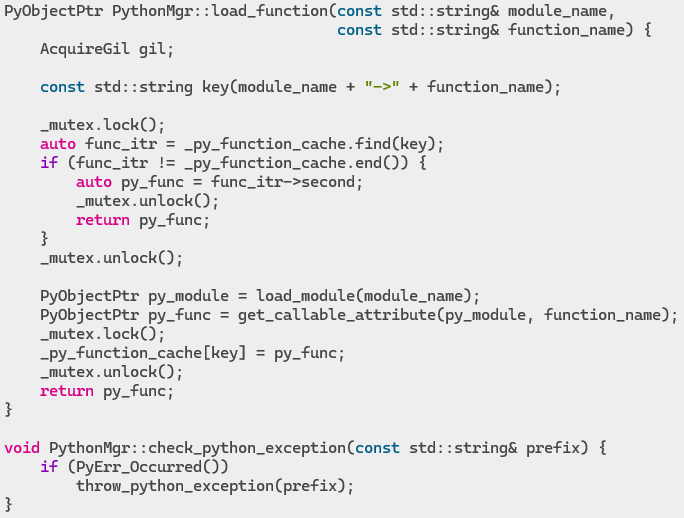 PyObjectPtr PythonMgr::load_function(const std::string& module_name,
                                     const std::string& function_name) {
    AcquireGil gil;

    const std::string key(module_name + "->" + function_name);

    _mutex.lock();
    auto func_itr = _py_function_cache.find(key);
    if (func_itr != _py_function_cache.end()) {
        auto py_func = func_itr->second;
        _mutex.unlock();
        return py_func;
    }
    _mutex.unlock();

    PyObjectPtr py_module = load_module(module_name);
    PyObjectPtr py_func = get_callable_attribute(py_module, function_name);
    _mutex.lock();
    _py_function_cache[key] = py_func;
    _mutex.unlock();
    return py_func;
}

void PythonMgr::check_python_exception(const std::string& prefix) {
    if (PyErr_Occurred())
        throw_python_exception(prefix);
}